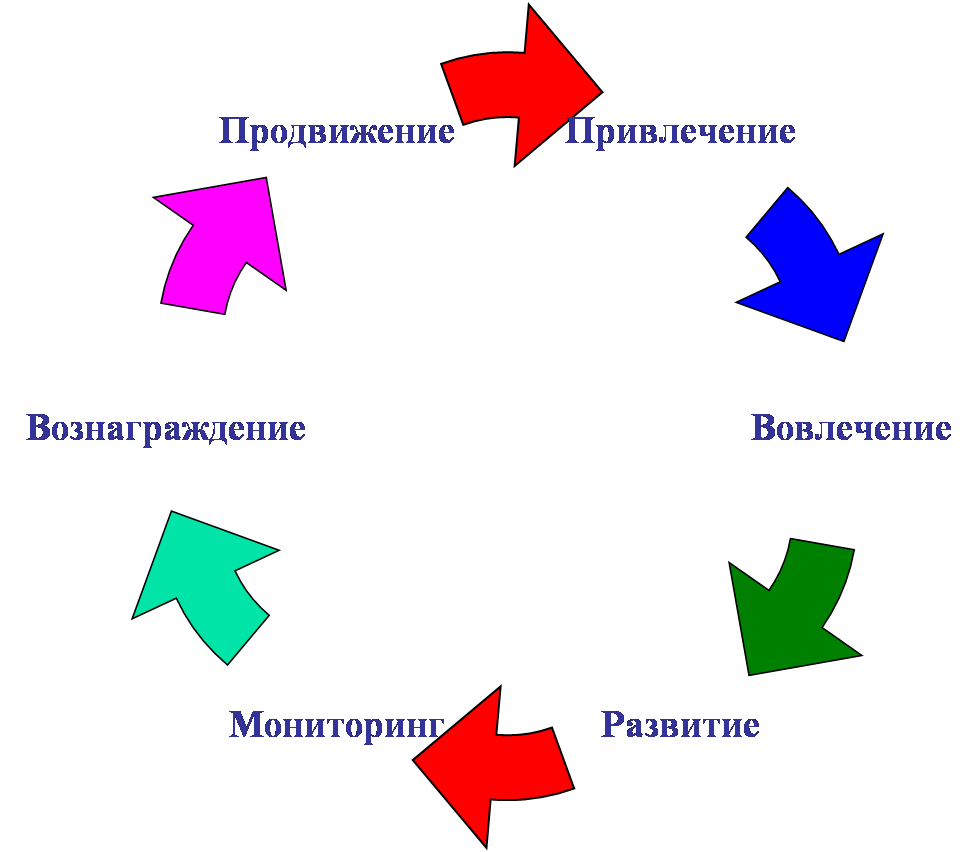 Продвижение
Привлечение
Вознаграждение
Вовлечение
Мониторинг
Развитие